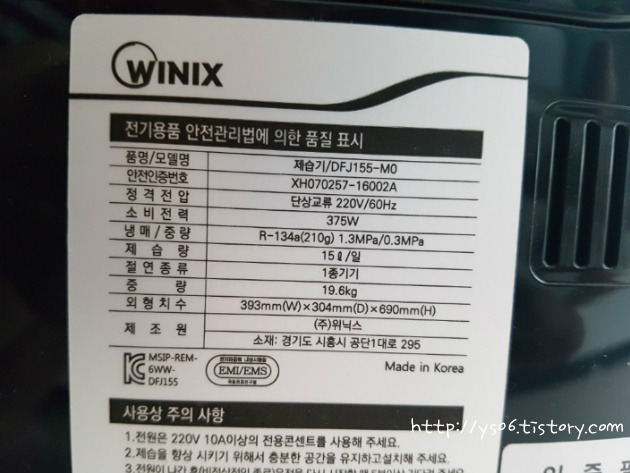 WINIX
전기용품 안전관리법에 의한 품질 표시
품명/모델명 제습기/DFJ155-M0
안전인증번호 XH070257-16002A
정격전압 단상교류 220V/60Hz
소비전력 375W
냉매/중량 R-134a(210g) 1.3MPa/0.3MPa
제습량 15ℓ/일
절연종류 1종기기
중량 19.6kg
외형치수 393mm(W)×304mm(D)×690mm(H)
제조원 (주)위닉스
소재: 경기도 시흥시 공단1대로 295
MSIP-REM-
6WW-
DFJ155
EMI/EMS
Made in Korea
사용상 주의 사항
1.전원은 220V 10A이상의 전용콘센트를 사용해 주세요.
2.제습을 향상 시키기 위해서 충분한 공간을 유지하고설치해 주세요.
http://ys06.tistory.com